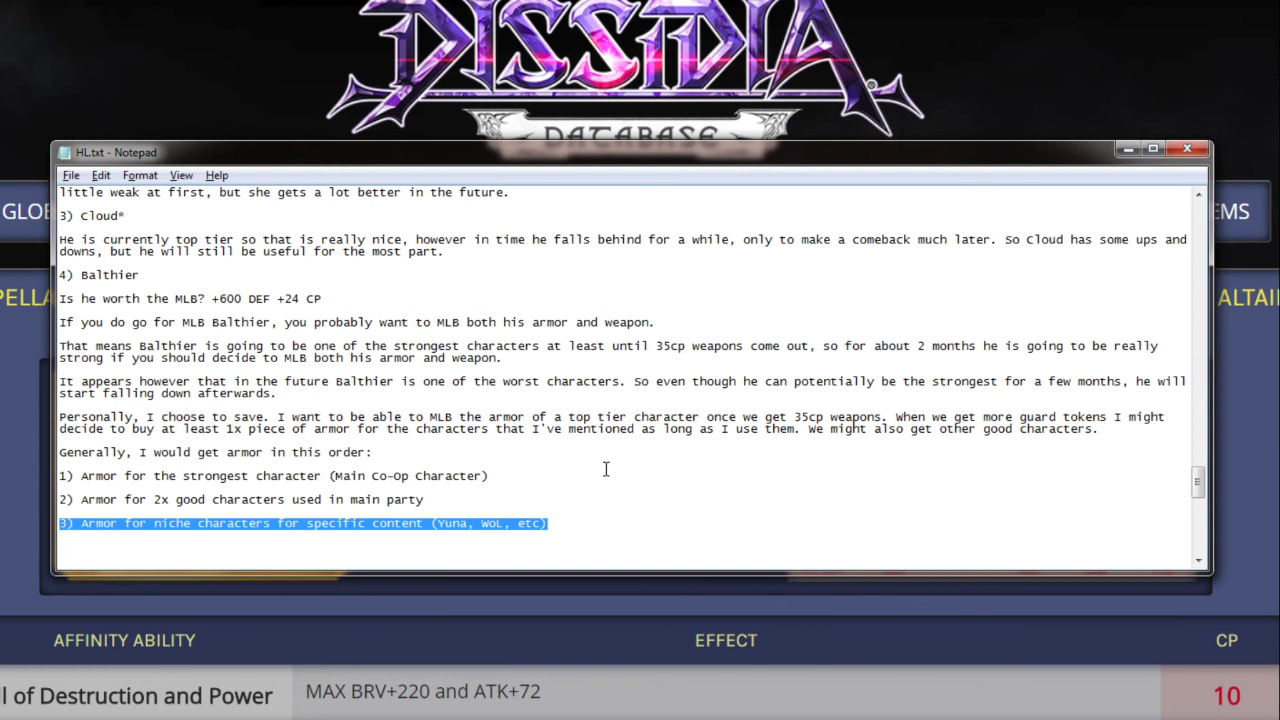 DISSIDIA
DATABASE
HL.txt - Notepad
File Edit Format View Help
GLO EMS
PELLA ALTAI
little weak at first, but she gets a lot better in the future.
3) Cloud*
He is currently top tier so that is really nice, however in time he falls behind for a while, only to make a comeback much later. So Cloud has some ups and
downs, but he will still be useful for the most part.
4) Balthier
Is he worth the MLB? +600 DEF +24 CP
If you do go for MLB Balthier, you probably want to MLB both his armor and weapon.
That means Balthier is going to be one of the strongest characters at least until 35cp weapons come out, so for about 2 months he is going to be really
strong if you should decide to MLB both his armor and weapon.
It appears however that in the future Balthier is one of the worst characters. So even though he can potentially be the strongest for a few months, he will
start falling down afterwards.
Personally, I choose to save. I want to be able to MLB the armor of a top tier character once we get 35cp weapons. When we get more guard tokens I might
decide to buy at least 1x piece of armor for the characters that I've mentioned as long as I use them. We might also get other good characters.
Generally, I would get armor in this order:
1) Armor for the strongest character (Main Co-Op Character)
2) Armor for 2x good characters used in main party
3) Armor for niche characters for specific content (Yuna, WoL, etc)
AFFINITY ABILITY EFFECT CP
ll of Destruction and Power MAX BRV+220 and ATK+72 10